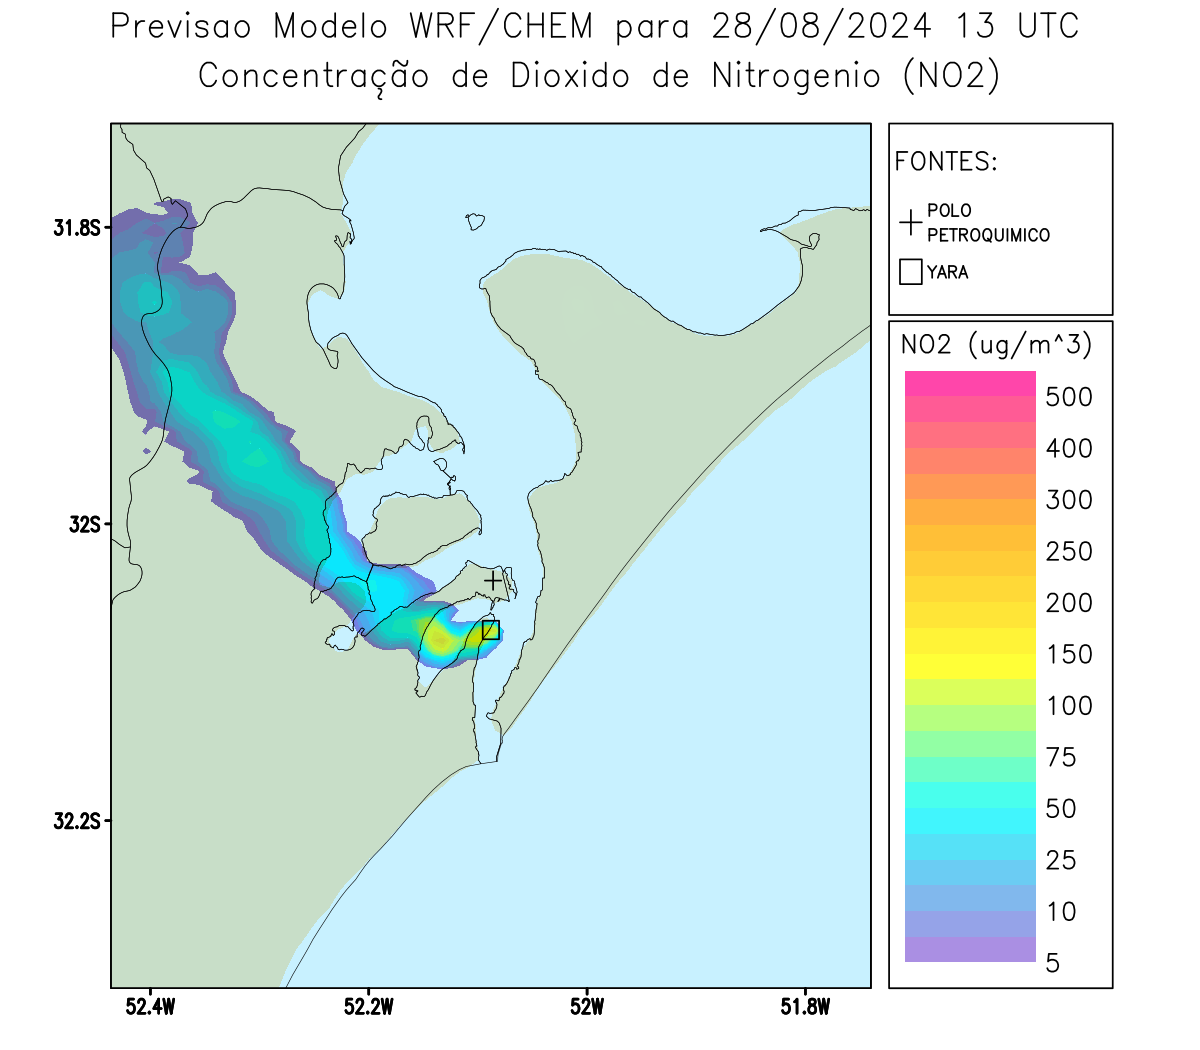 Previsao Modelo WRF/CHEM para 28/08/2024 13 UTC
Concentração de Dioxido de Nitrogenio (NO2)
FONTES:
POLO
PETROQUIMICO
YARA
NO2 (ug/m^3)
500
400
300
250
200
150
100
75
50
25
10
5
31.8S
32S
32.2S
52.4W
52.2W
52W
51.8W